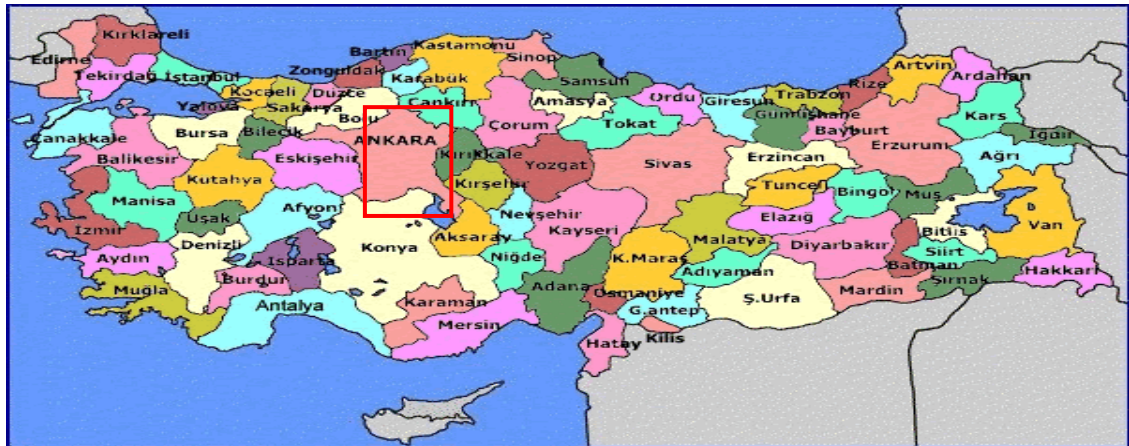 Kırklareli
Edirne
Tekirdağ
İstanbul
Kocaeli
Yalova
Sakarya
Düzce
Zonguldak
Bartın
Karabük
Kastamonu
Sinop
Samsun
Çankırı
Bolu
Çanakkale
Bursa
Bilecik
Eskişehir
ANKARA
Kırıkkale
Çorum
Amasya
Tokat
Ordu
Giresun
Trabzon
Gümüşhane
Rize
Artvin
Ardahan
Bayburt
Kars
Iğdır
Erzurum
Ağrı
Balıkesir
Kutahya
Yozgat
Sivas
Erzincan
Kırşehir
Tunceli
Bingöl
Muş
Manisa
Uşak
Afyon
Nevşehir
Kayseri
Elazığ
Malatya
İzmir
Denizli
Konya
Aksaray
Bitlis
Van
Diyarbakır
Isparta
Niğde
K.Maraş
Adıyaman
Batman
Siirt
Aydın
Burdur
Hakkari
Muğla
Antalya
Karaman
Adana
Osmaniye
Ş.Urfa
Mardin
Şırnak
G.antep
Mersin
Hatay
Kilis